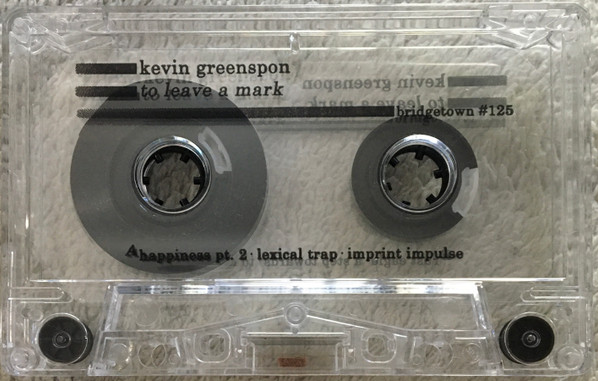 kevin greenspon
to leave a mark
bridgetown #125
A happiness pt. 2 · lexical trap · imprint impulse